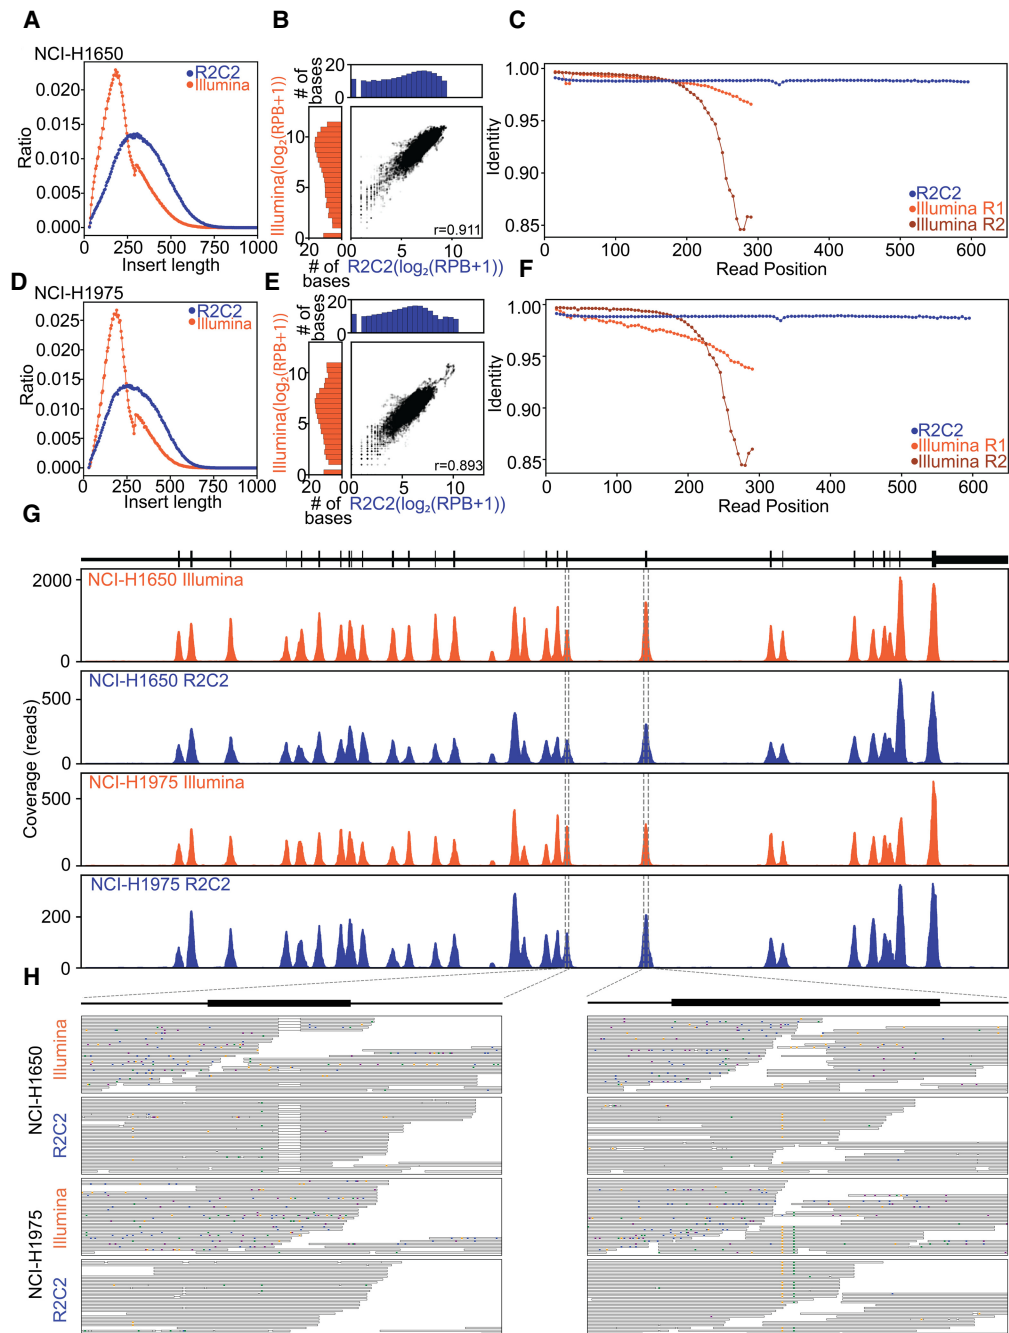 A
NCI-H1650
R2C2
Illumina
Ratio
0.020
0.015
0.010
0.005
0.000
0 250 500 750 1000
Insert length
B
# of bases
20
0
Illumina(log₂(RPB+1))
10
5
0
20 0 0 5 10
r=0.911
# of bases
R2C2(log₂(RPB+1))
C
Identity
1.00
0.95
0.90
0.85
R2C2
Illumina R1
Illumina R2
0 100 200 300 400 500 600
Read Position
D
NCI-H1975
R2C2
Illumina
Ratio
0.025
0.020
0.015
0.010
0.005
0.000
0 250 500 750 1000
Insert length
E
# of bases
20
0
Illumina(log₂(RPB+1))
10
5
0
20 0 0 5 10
r=0.893
# of bases
R2C2(log₂(RPB+1))
F
Identity
1.00
0.95
0.90
0.85
R2C2
Illumina R1
Illumina R2
0 100 200 300 400 500 600
Read Position
G
Coverage (reads)
NCI-H1650 Illumina
2000
0
NCI-H1650 R2C2
500
0
NCI-H1975 Illumina
500
0
NCI-H1975 R2C2
200
0
H
NCI-H1650
Illumina
R2C2
NCI-H1975
Illumina
R2C2